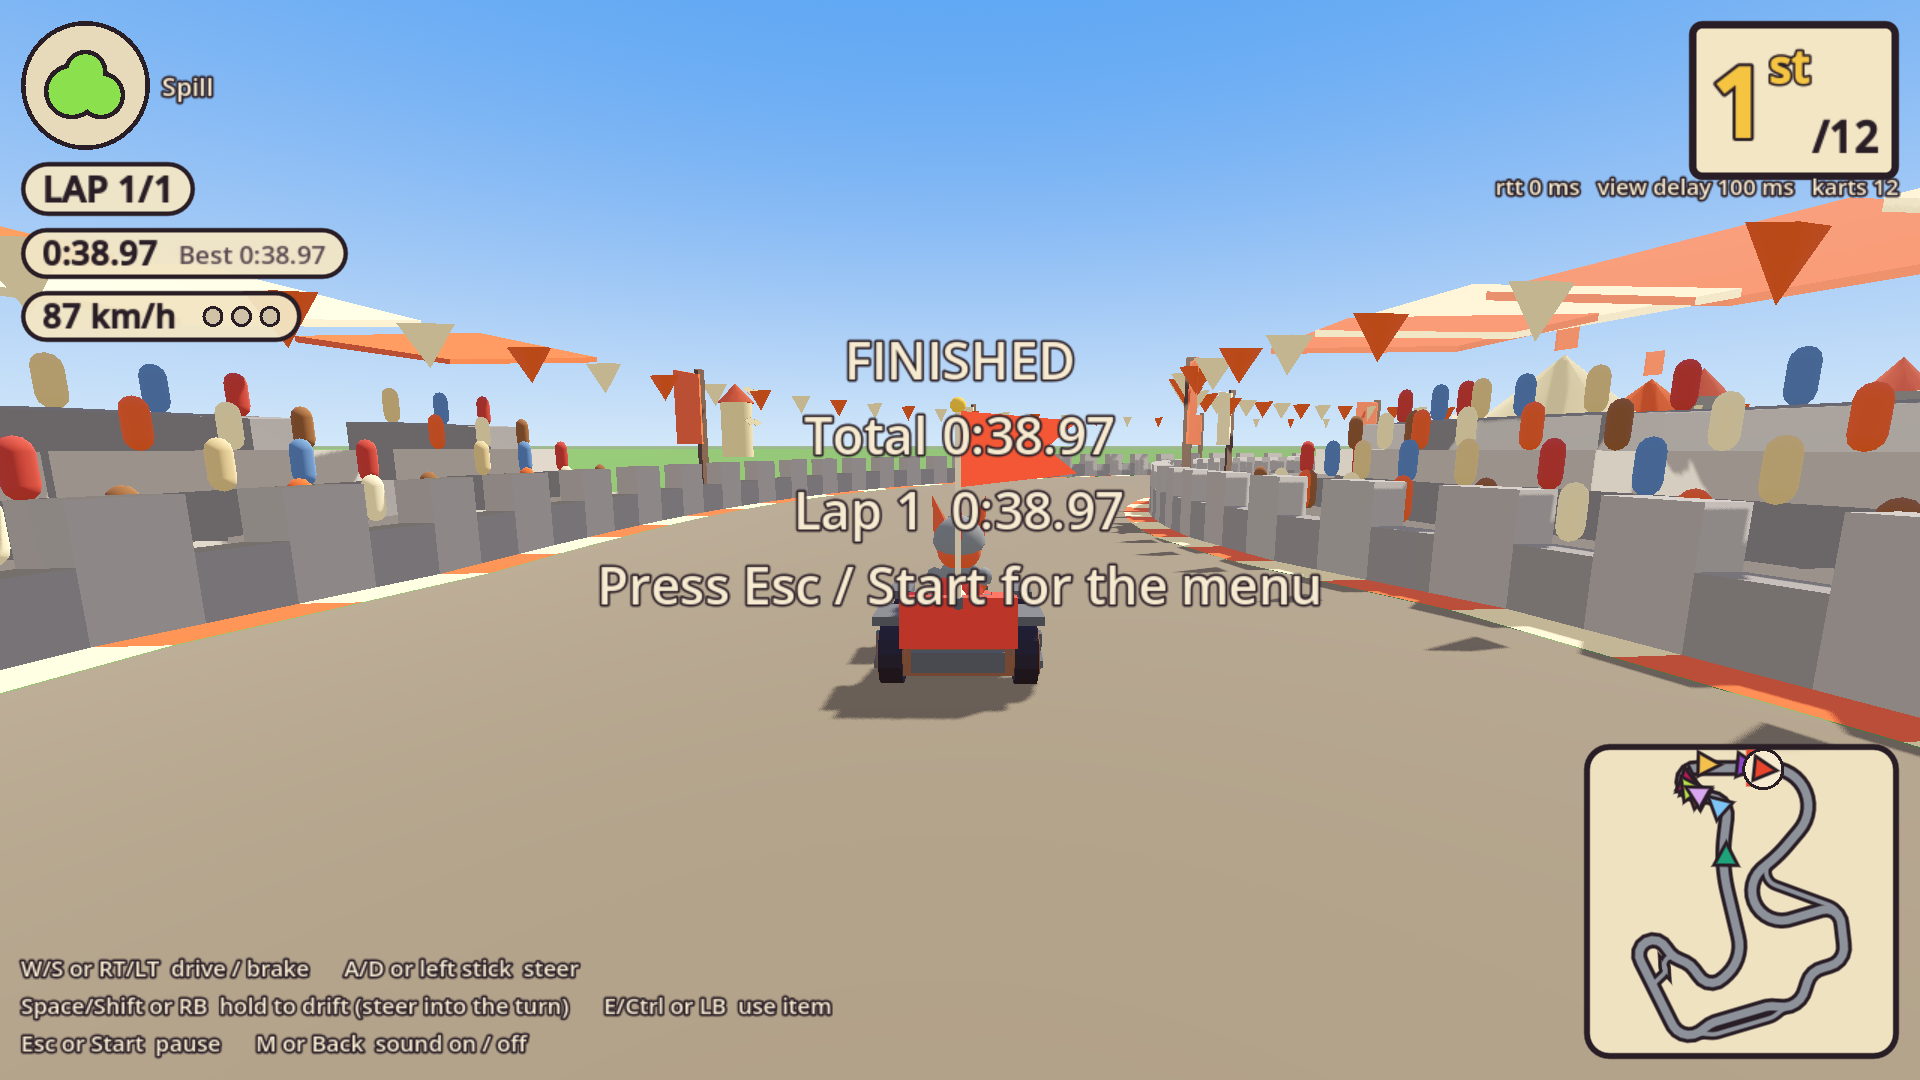 Spill
1st /12
rtt 0 ms view delay 100 ms karts 12
LAP 1/1
0:38.97 Best 0:38.97
87 km/h
FINISHED
Total 0:38.97
Lap 1 0:38.97
Press Esc / Start for the menu
W/S or RT/LT drive / brake A/D or left stick steer
Space/Shift or RB hold to drift (steer into the turn) E/Ctrl or LB use item
Esc or Start pause M or Back sound on / off